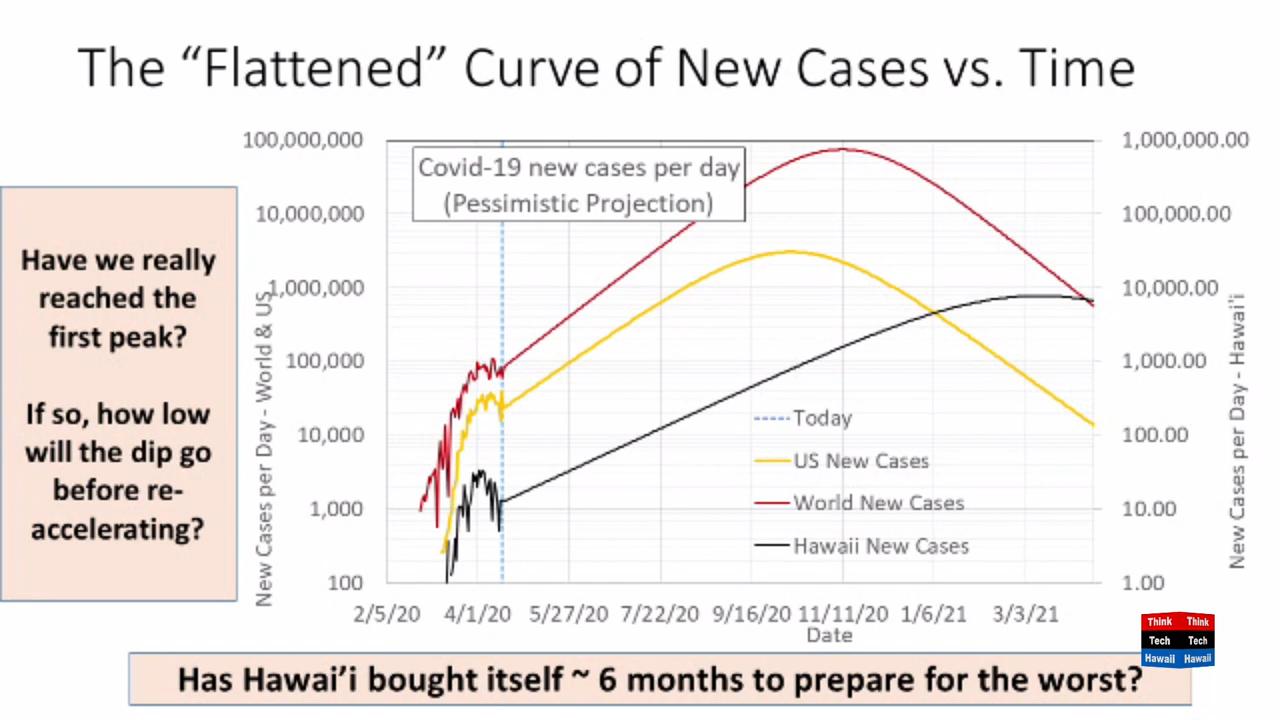 The “Flattened” Curve of New Cases vs. Time
Have we really
reached the
first peak?
If so, how low
will the dip go
before re-
accelerating?
New Cases per Day - World & US
100,000,000
10,000,000
1,000,000
100,000
10,000
1,000
100
Covid-19 new cases per day
(Pessimistic Projection)
Today
US New Cases
World New Cases
Hawaii New Cases
1,000,000.00
100,000.00
10,000.00
1,000.00
100.00
10.00
1.00
New Cases per Day - Hawai'i
2/5/20 4/1/20 5/27/20 7/22/20 9/16/20 11/11/20 1/6/21 3/3/21
Date
Think Think
Tech Tech
Hawaii Hawaii
Has Hawai’i bought itself ~ 6 months to prepare for the worst?